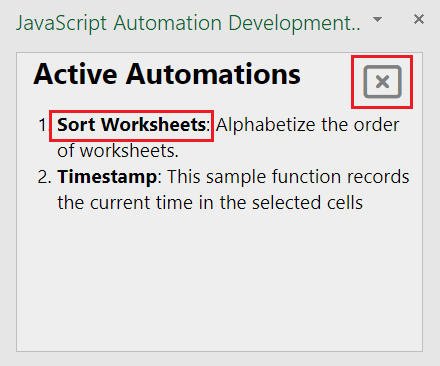 JavaScript Automation Development..
Active Automations
1. Sort Worksheets: Alphabetize the order
of worksheets.
2. Timestamp: This sample function records
the current time in the selected cells